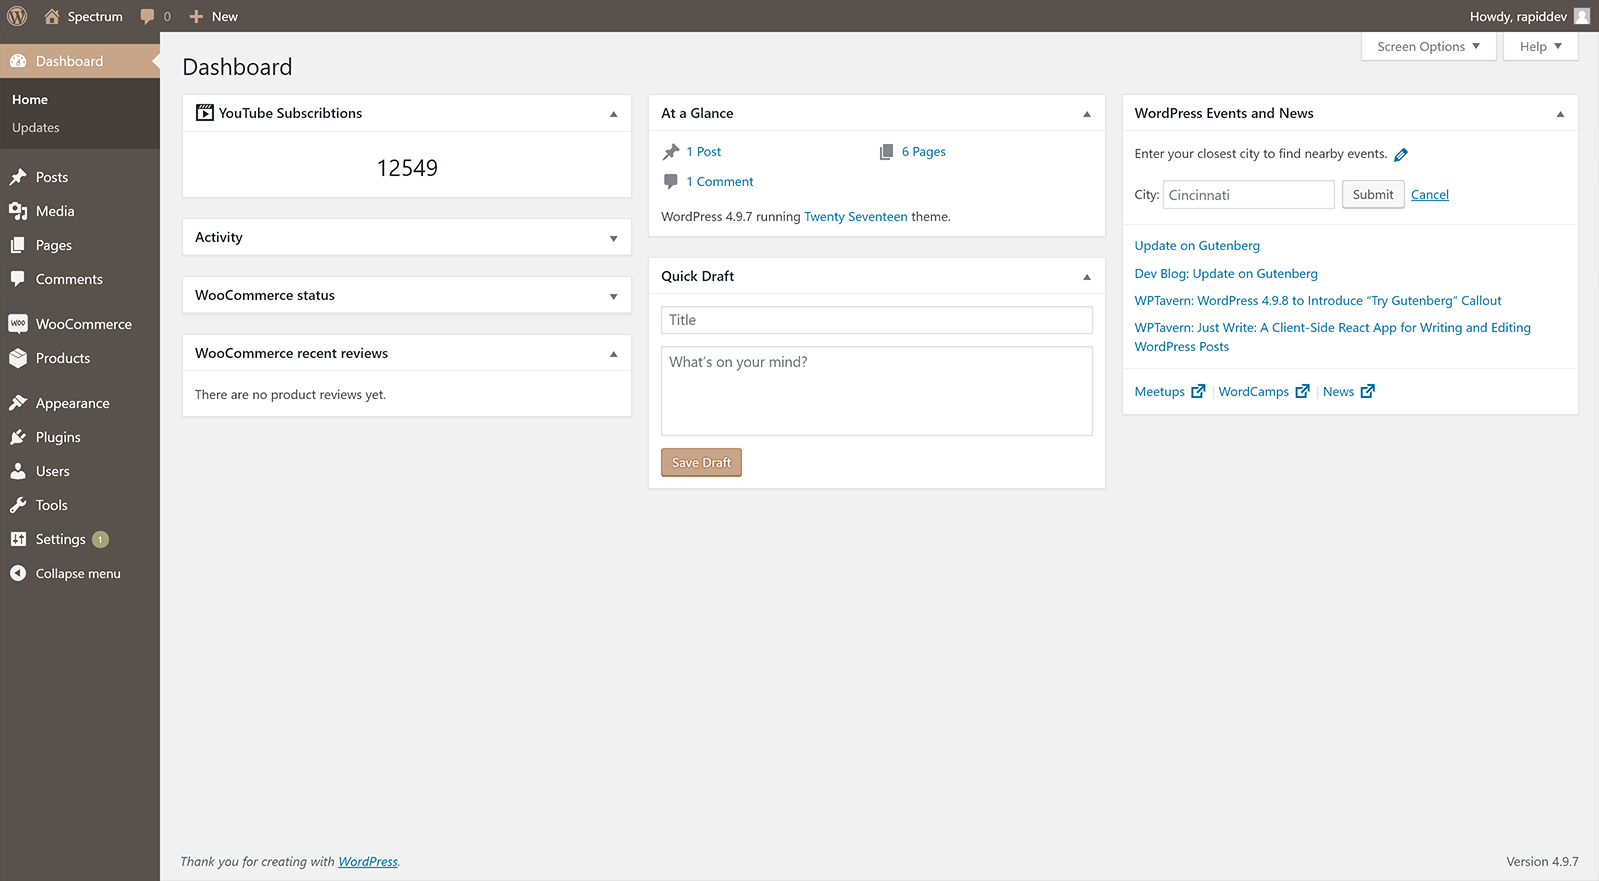 Spectrum 0 New Howdy, rapiddev
Screen Options Help
Dashboard
Home
Updates
Posts
Media
Pages
Comments
WOO WooCommerce
Products
Appearance
Plugins
Users
Tools
Settings 1
Collapse menu
Dashboard
YouTube Subscribtions
12549
Activity
WooCommerce status
WooCommerce recent reviews
There are no product reviews yet.
At a Glance
1 Post 6 Pages
1 Comment
WordPress 4.9.7 running Twenty Seventeen theme.
Quick Draft
Title
What's on your mind?
Save Draft
WordPress Events and News
Enter your closest city to find nearby events.
City: Cincinnati Submit Cancel
Update on Gutenberg
Dev Blog: Update on Gutenberg
WPTavern: WordPress 4.9.8 to Introduce “Try Gutenberg” Callout
WPTavern: Just Write: A Client-Side React App for Writing and Editing
WordPress Posts
Meetups | WordCamps | News
Thank you for creating with WordPress. Version 4.9.7